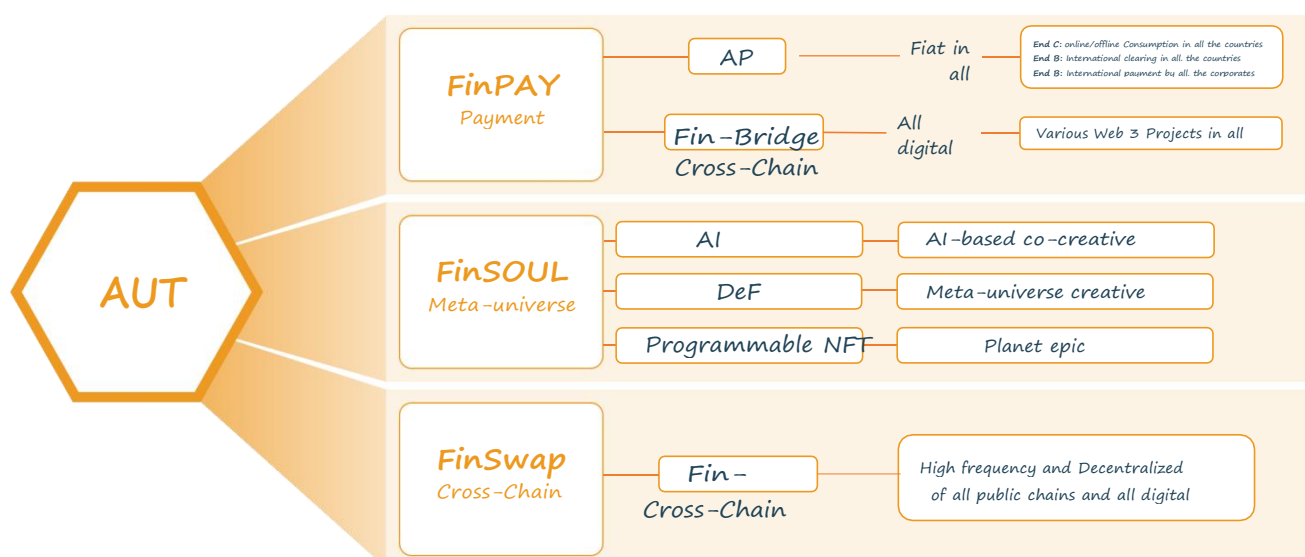 AUT
FinPAY
Payment
AP
Fiat in
all
End C: online/offline Consumption in all the countries
End B: International clearing in all. the countries
End B: International payment by all. the corporates
Fin-Bridge
Cross-Chain
All
digital
Various Web 3 Projects in all
FinSOUL
Meta-universe
AI
AI-based co-creative
DeF
Meta-universe creative
Programmable NFT
Planet epic
FinSwap
Cross-Chain
Fin-
Cross-Chain
High frequency and Decentralized
of all public chains and all digital